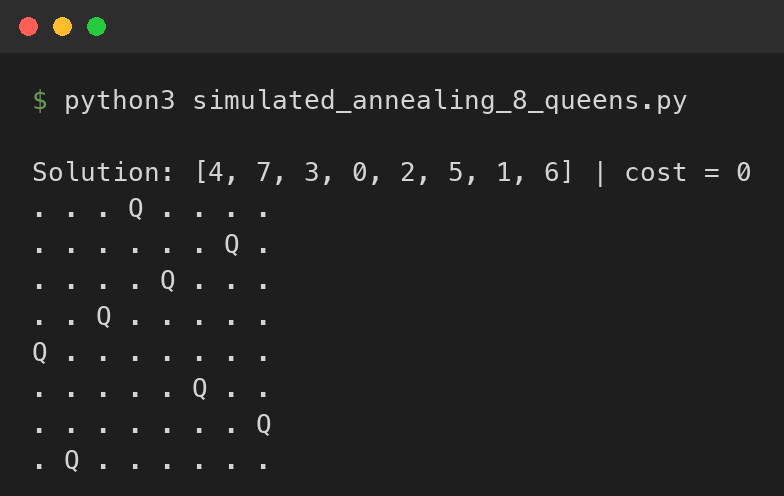 $ python3 simulated_annealing_8_queens.py
Solution: [4, 7, 3, 0, 2, 5, 1, 6] | cost = 0
. . . Q . . . .
. . . . . . Q .
. . . . Q . . .
. . Q . . . . .
Q . . . . . . .
. . . . . Q . .
. . . . . . . Q
. Q . . . . . .